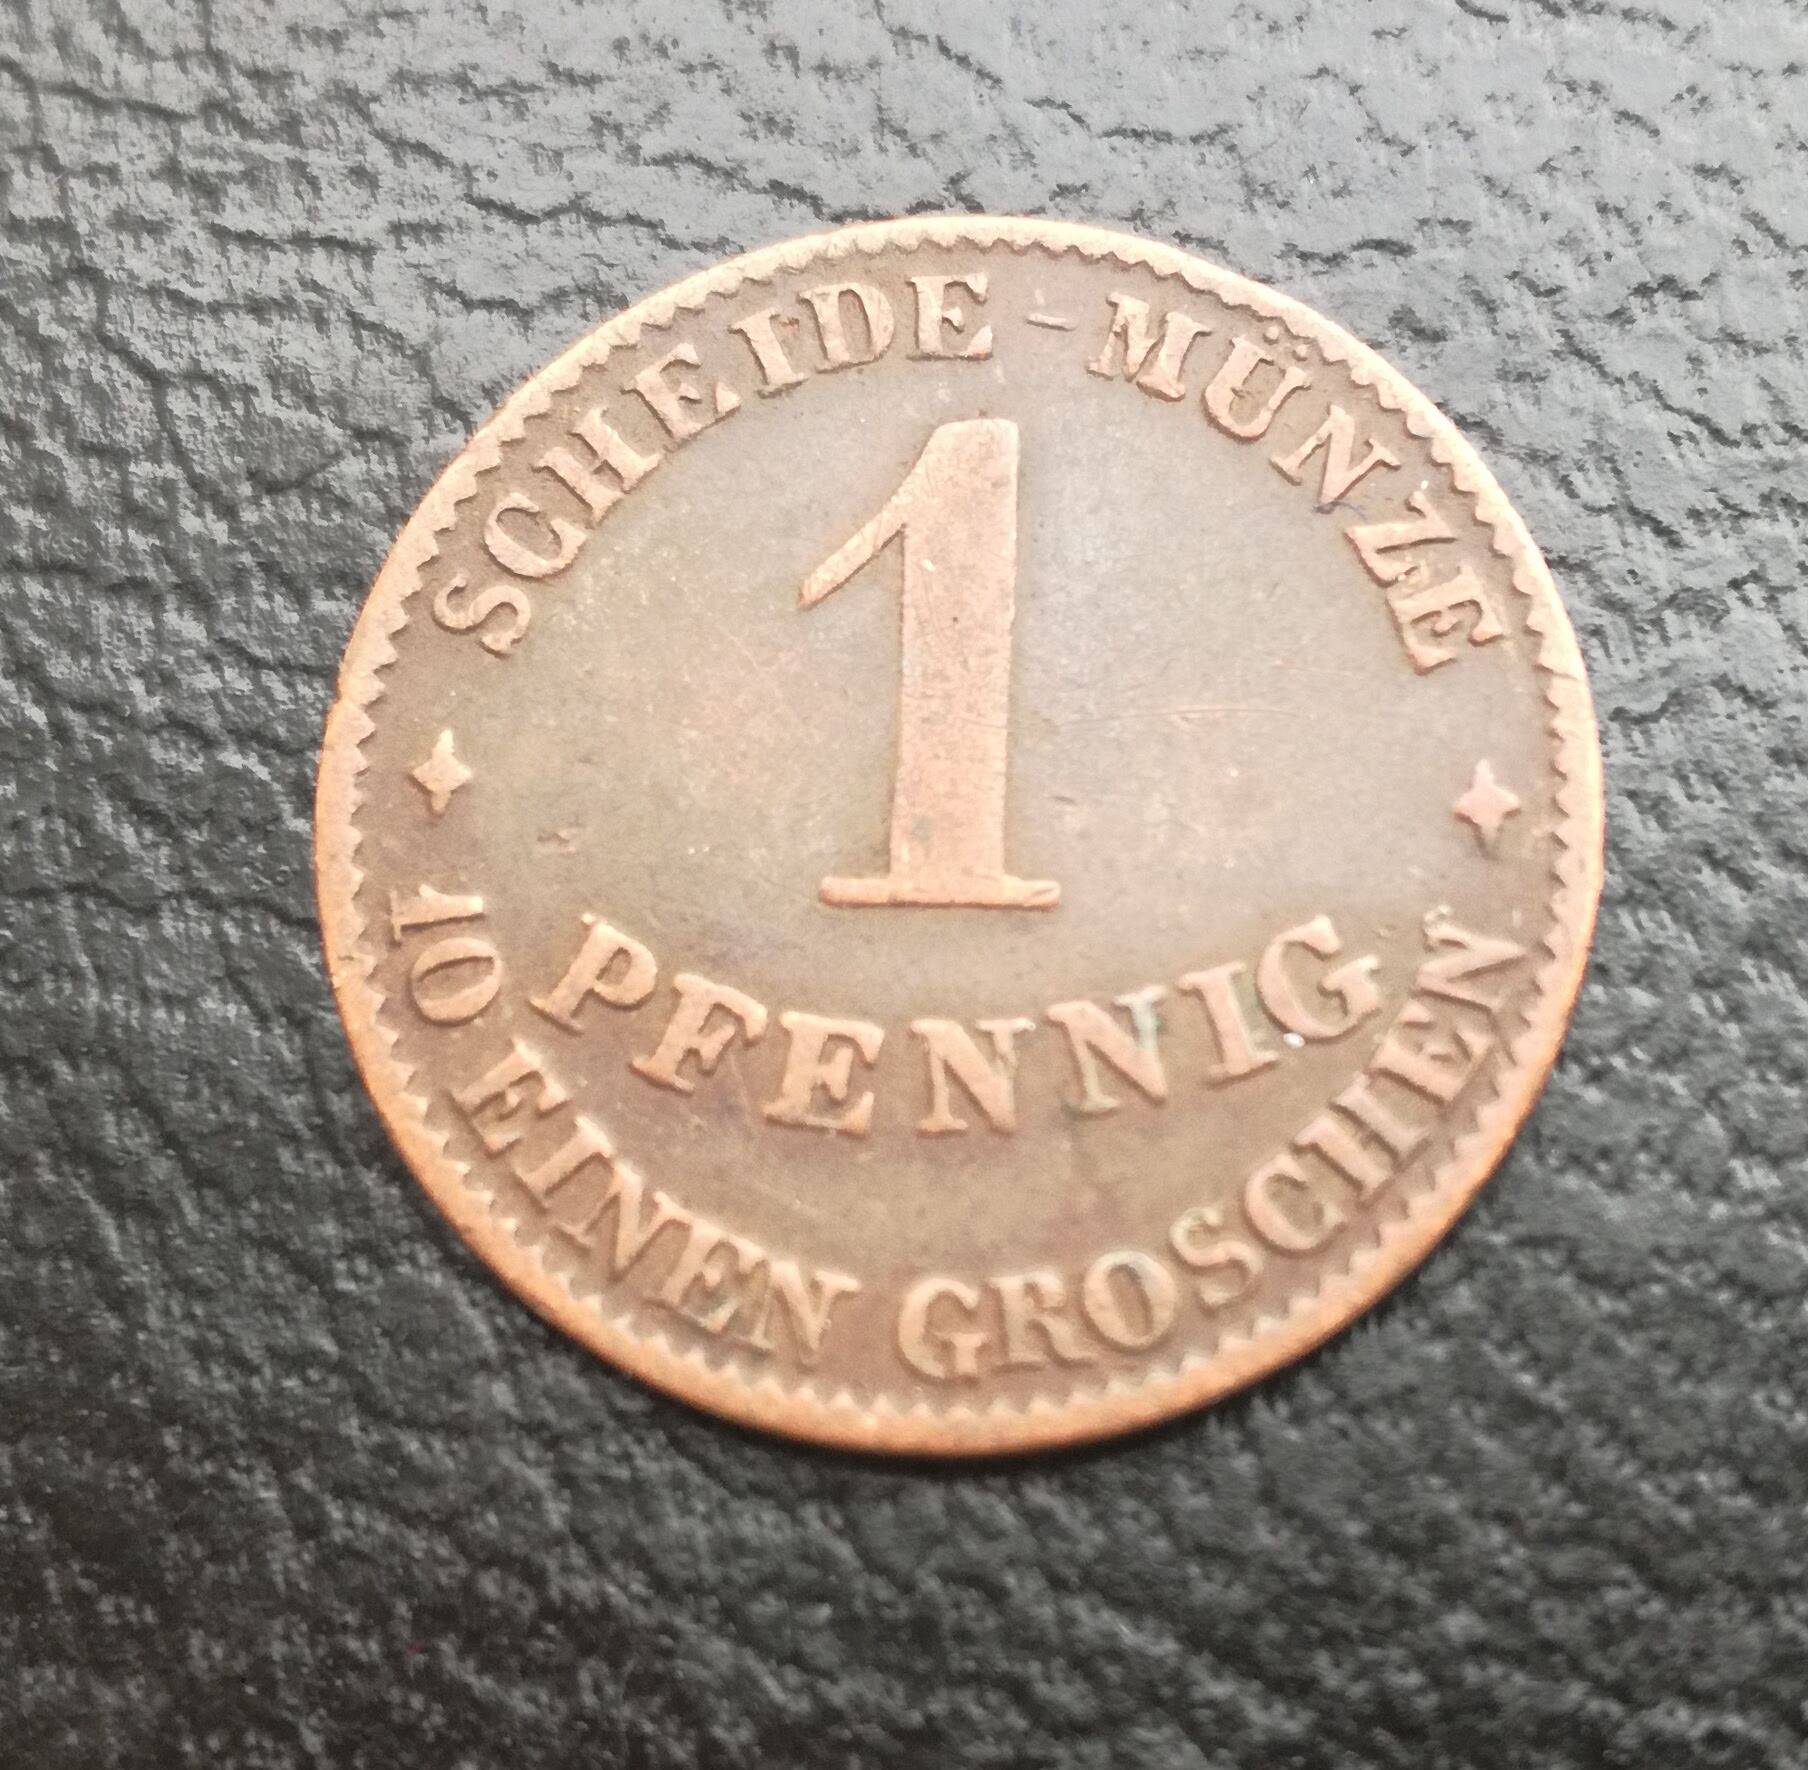 SCHEIDE-MÜNZE
1
PFENNIG
10 EINEN GROSCHEN